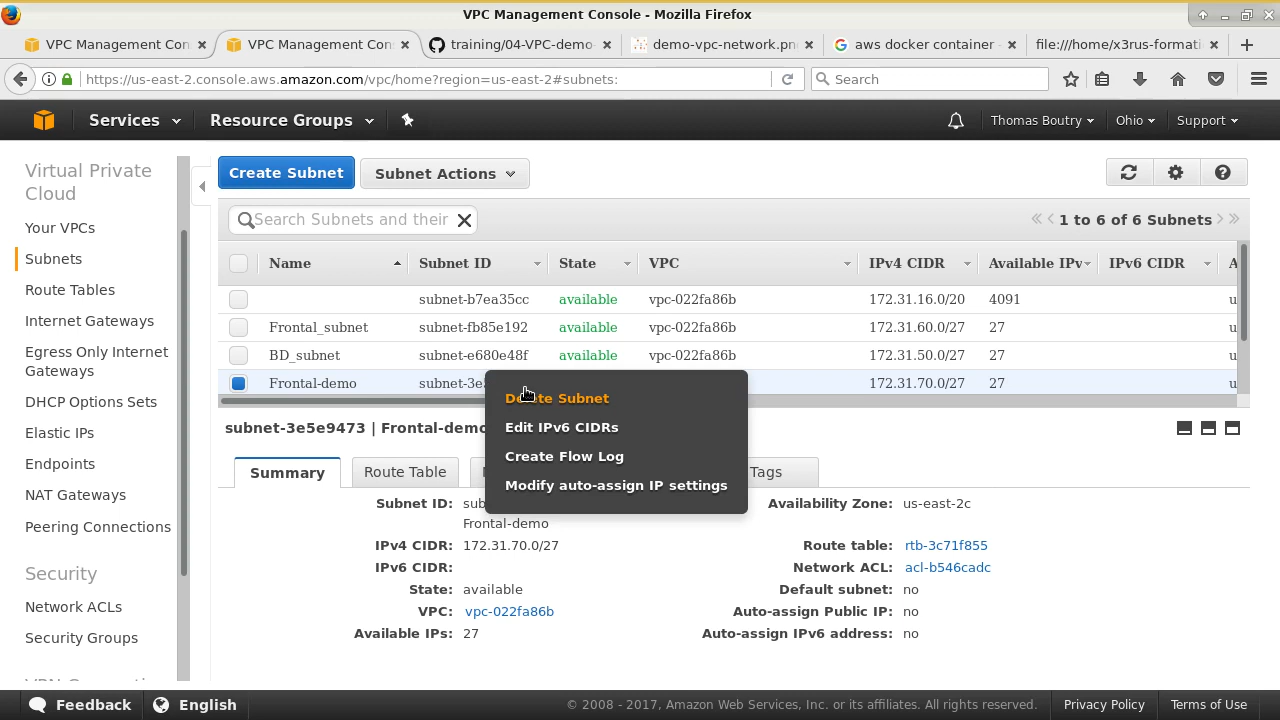 VPC Management Console - Mozilla Firefox
VPC Management Con
VPC Management Con
training/04-VPC-demo-
demo-vpc-network.pn
aws docker container
file:///home/x3rus-formati
https://us-east-2.console.aws.amazon.com/vpc/home?region=us-east-2#subnets:
Search
Services
Resource Groups
Thomas Boutry
Ohio
Support
Virtual Private
Cloud
Your VPCs
Subnets
Route Tables
Internet Gateways
Egress Only Internet
Gateways
DHCP Options Sets
Elastic IPs
Endpoints
NAT Gateways
Peering Connections
Security
Network ACLs
Security Groups
Create Subnet
Subnet Actions
Search Subnets and their
1 to 6 of 6 Subnets
Name Subnet ID State VPC IPv4 CIDR Available IPv IPv6 CIDR A
subnet-b7ea35cc available vpc-022fa86b 172.31.16.0/20 4091 u
Frontal_subnet subnet-fb85e192 available vpc-022fa86b 172.31.60.0/27 27 u
BD_subnet subnet-e680e48f available vpc-022fa86b 172.31.50.0/27 27 u
Frontal-demo 172.31.70.0/27 27 u
Delete Subnet
Edit IPv6 CIDRs
Create Flow Log
Modify auto-assign IP settings
subnet-3e5e9473 | Frontal-demo
Summary
Route Table
Tags
Subnet ID: sub
Frontal-demo
IPv4 CIDR: 172.31.70.0/27
IPv6 CIDR:
State: available
VPC: vpc-022fa86b
Available IPs: 27
Availability Zone: us-east-2c
Route table: rtb-3c71f855
Network ACL: acl-b546cadc
Default subnet: no
Auto-assign Public IP: no
Auto-assign IPv6 address: no
Feedback
English
© 2008 - 2017, Amazon Web Services, Inc. or its affiliates. All rights reserved.
Privacy Policy
Terms of Use